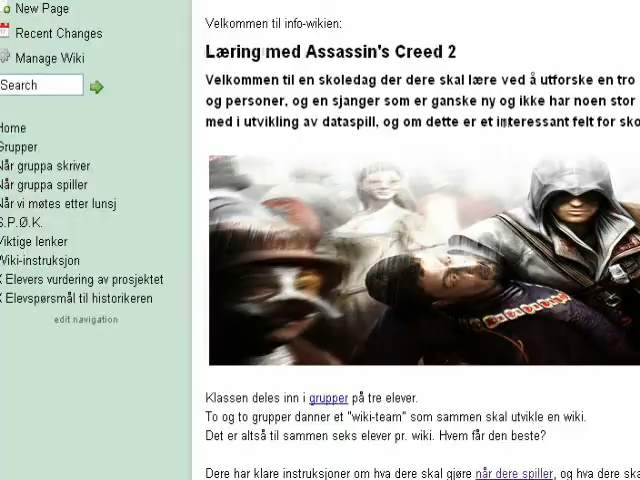 New Page
Recent Changes
Manage Wiki
Search
Home
Grupper
Når gruppa skriver
Når gruppa spiller
Når vi møtes etter lunsj
S.P.Ø.K.
Viktige lenker
Wiki-instruksjon
X Elevers vurdering av prosjektet
X Elevspørsmål til historikeren
edit navigation
Velkommen til info-wikien:
Læring med Assassin's Creed 2
Velkommen til en skoledag der dere skal lære ved å utforske en tro
og personer, og en sjanger som er ganske ny og ikke har noen stor
med i utvikling av dataspill, og om dette er et interessant felt for sko
Klassen deles inn i grupper på tre elever.
To og to grupper danner et "wiki-team" som sammen skal utvikle en wiki.
Det er altså til sammen seks elever pr. wiki. Hvem får den beste?
Dere har klare instruksjoner om hva dere skal gjøre når dere spiller, og hva dere ska